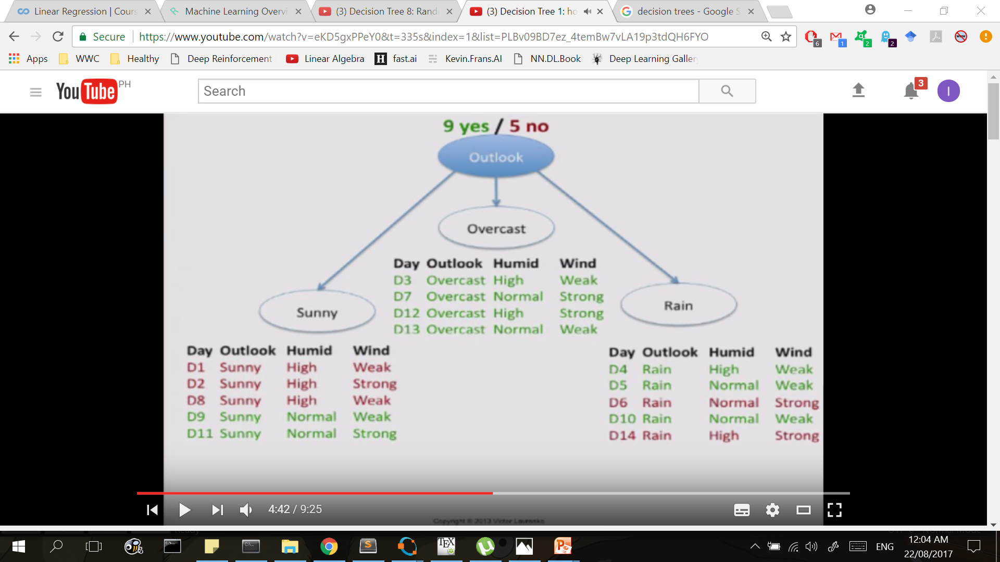 Linear Regression | Cours
Machine Learning Overvi
(3) Decision Tree 8: Rand
(3) Decision Tree 1: ho
decision trees - Google S
Secure
https://www.youtube.com/watch?v=eKD5gxPPeY0&t=335s&index=1&list=PLBv09BD7ez_4temBw7vLA19p3tdQH6FYO
6
1
2
2
Apps
WWC
Healthy
Deep Reinforcement
Linear Algebra
H
fast.ai
Kevin.Frans.AI
NN.DL.Book
Deep Learning Galler
YouTube PH
Search
3
I
9 yes / 5 no
Outlook
Overcast
Day Outlook Humid Wind
D3 Overcast High Weak
D7 Overcast Normal Strong
D12 Overcast High Strong
D13 Overcast Normal Weak
Sunny
Day Outlook Humid Wind
D1 Sunny High Weak
D2 Sunny High Strong
D8 Sunny High Weak
D9 Sunny Normal Weak
D11 Sunny Normal Strong
Rain
Day Outlook Humid Wind
D4 Rain High Weak
D5 Rain Normal Weak
D6 Rain Normal Strong
D10 Rain Normal Weak
D14 Rain High Strong
4:42 / 9:25
Copyright © 2013 Victor Lavrenko
Ready
ENG
12:04 AM
22/08/2017